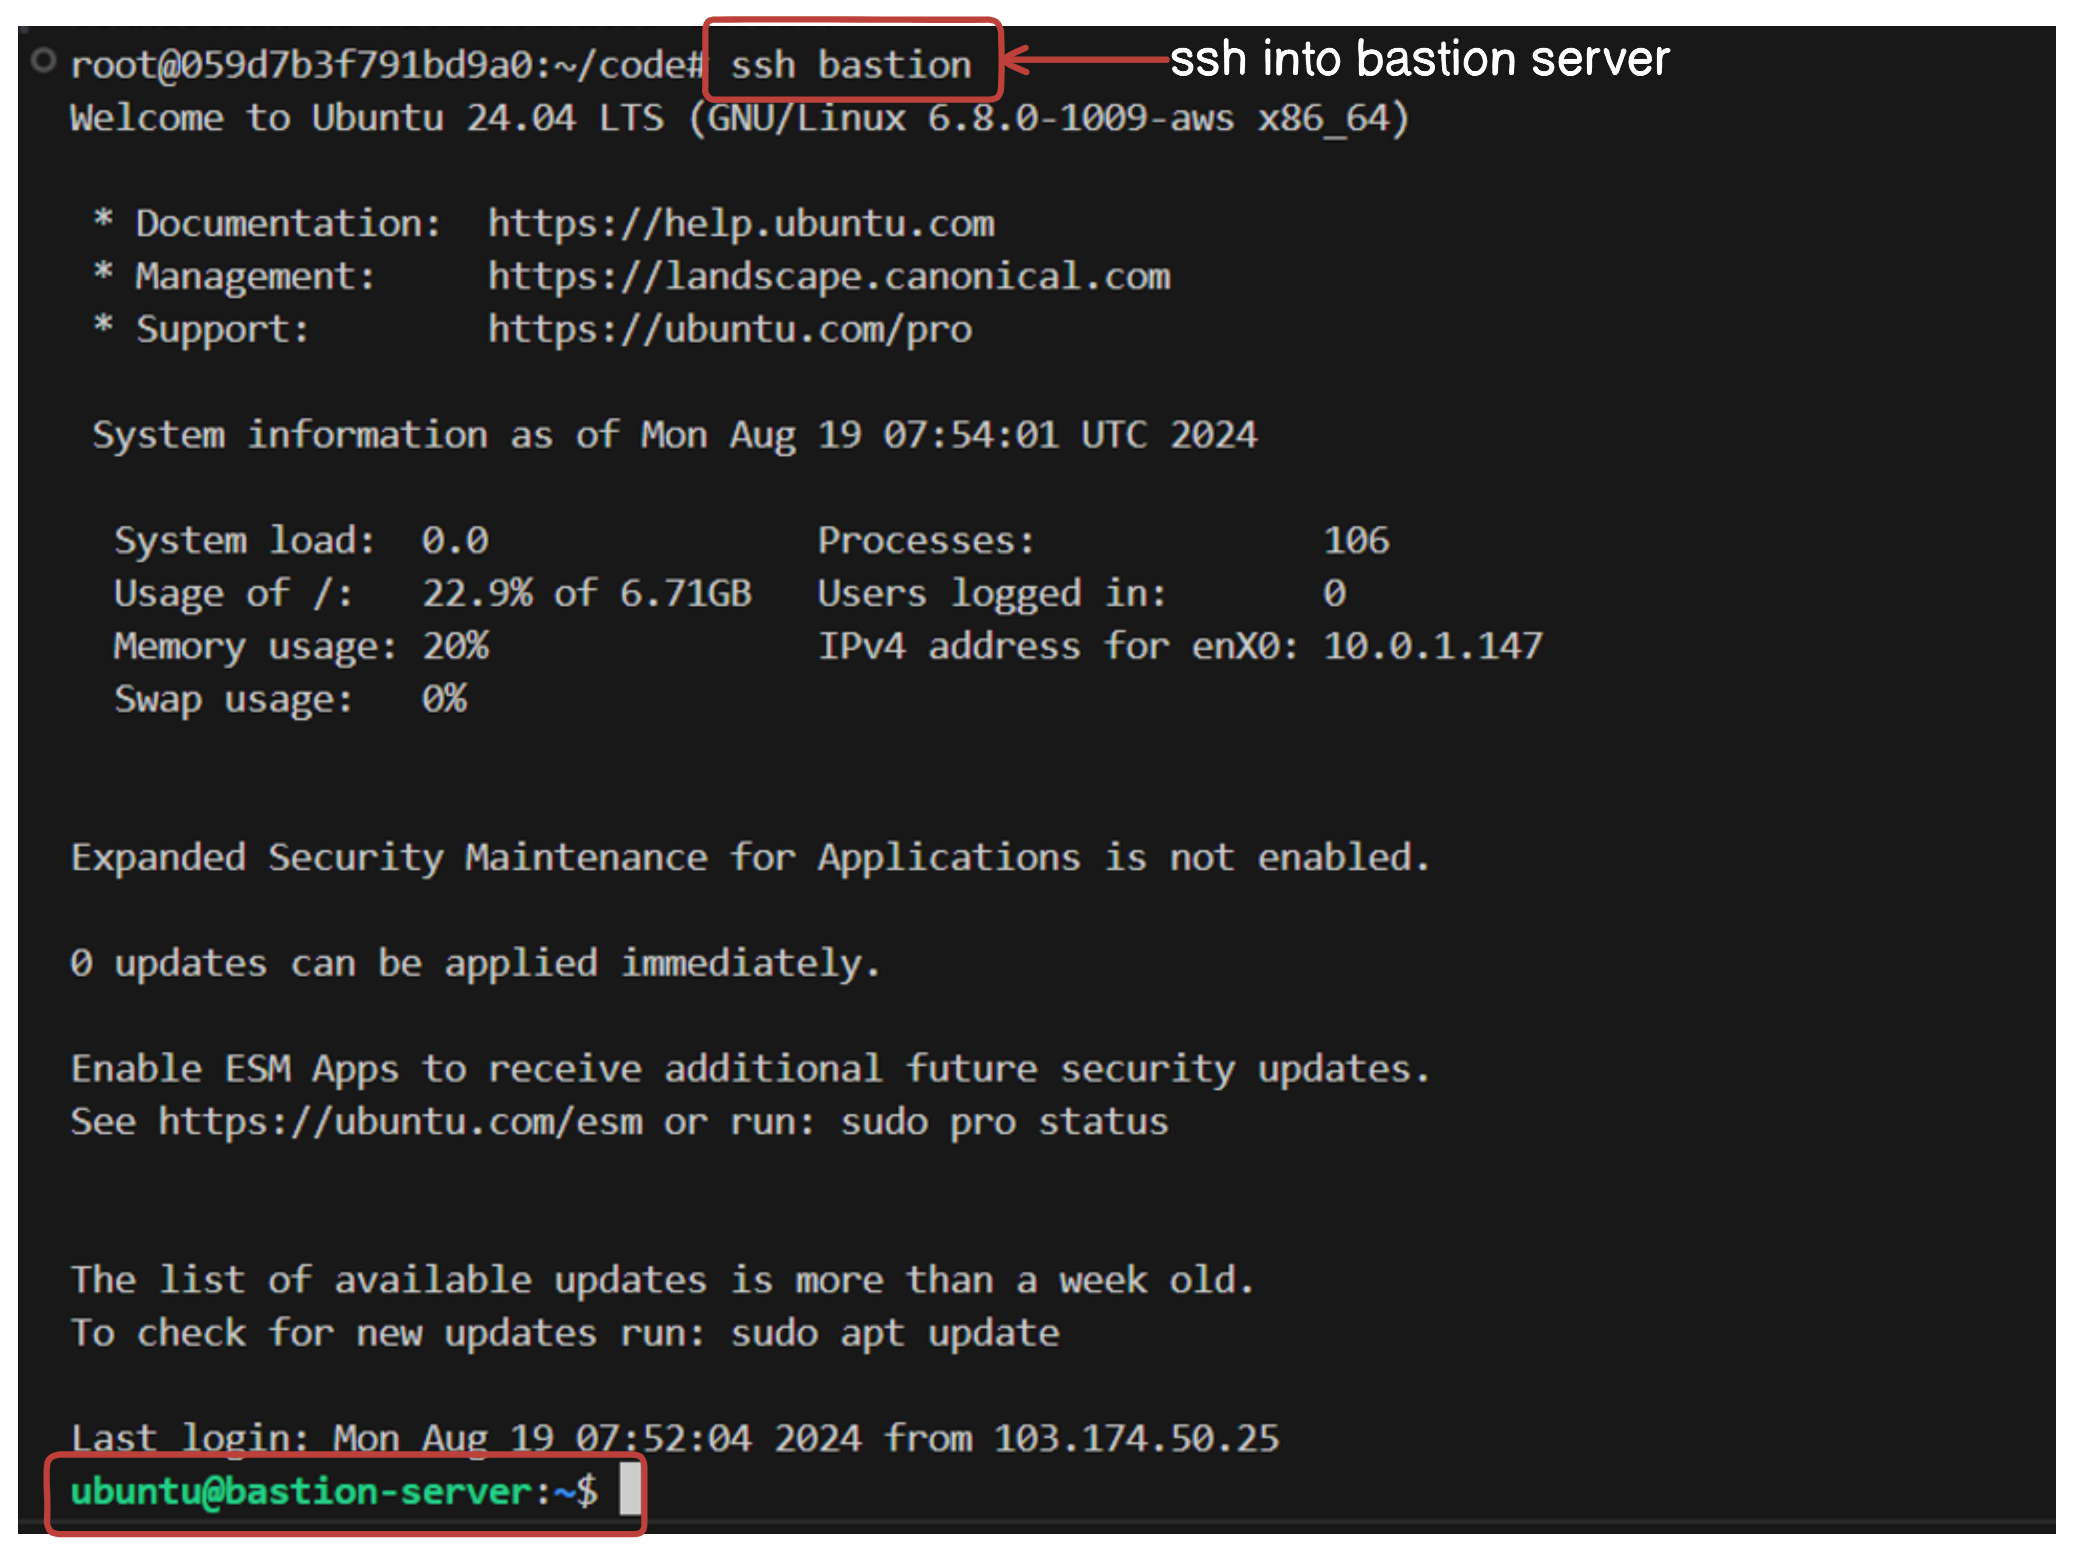 root@059d7b3f791bd9a0:~/code# ssh bastion ssh into bastion server
Welcome to Ubuntu 24.04 LTS (GNU/Linux 6.8.0-1009-aws x86_64)
* Documentation: https://help.ubuntu.com
* Management: https://landscape.canonical.com
* Support: https://ubuntu.com/pro
System information as of Mon Aug 19 07:54:01 UTC 2024
System load: 0.0 Processes: 106
Usage of /: 22.9% of 6.71GB Users logged in: 0
Memory usage: 20% IPv4 address for enX0: 10.0.1.147
Swap usage: 0%
Expanded Security Maintenance for Applications is not enabled.
0 updates can be applied immediately.
Enable ESM Apps to receive additional future security updates.
See https://ubuntu.com/esm or run: sudo pro status
The list of available updates is more than a week old.
To check for new updates run: sudo apt update
Last login: Mon Aug 19 07:52:04 2024 from 103.174.50.25
ubuntu@bastion-server:~$